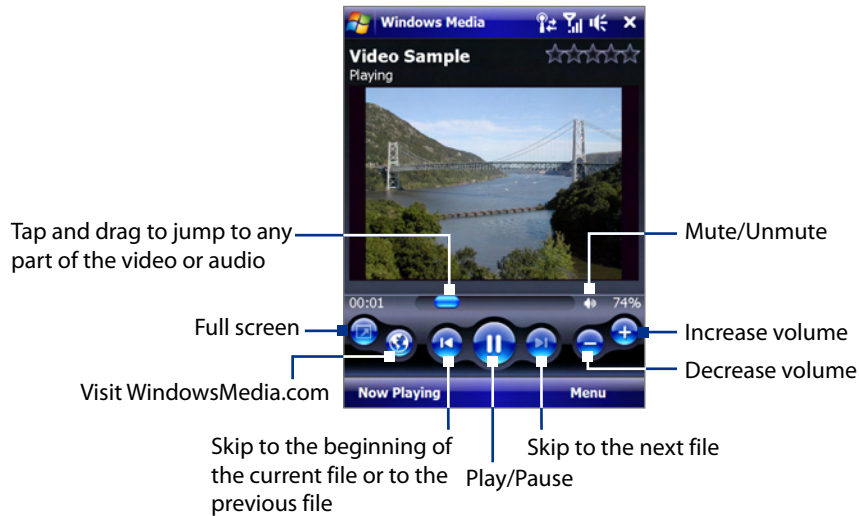 Windows Media
Video Sample
Playing
Tap and drag to jump to any
part of the video or audio
Mute/Unmute
00:01
74%
Full screen
Increase volume
Decrease volume
Visit WindowsMedia.com
Now Playing
Menu
Skip to the beginning of
the current file or to the
previous file
Play/Pause
Skip to the next file